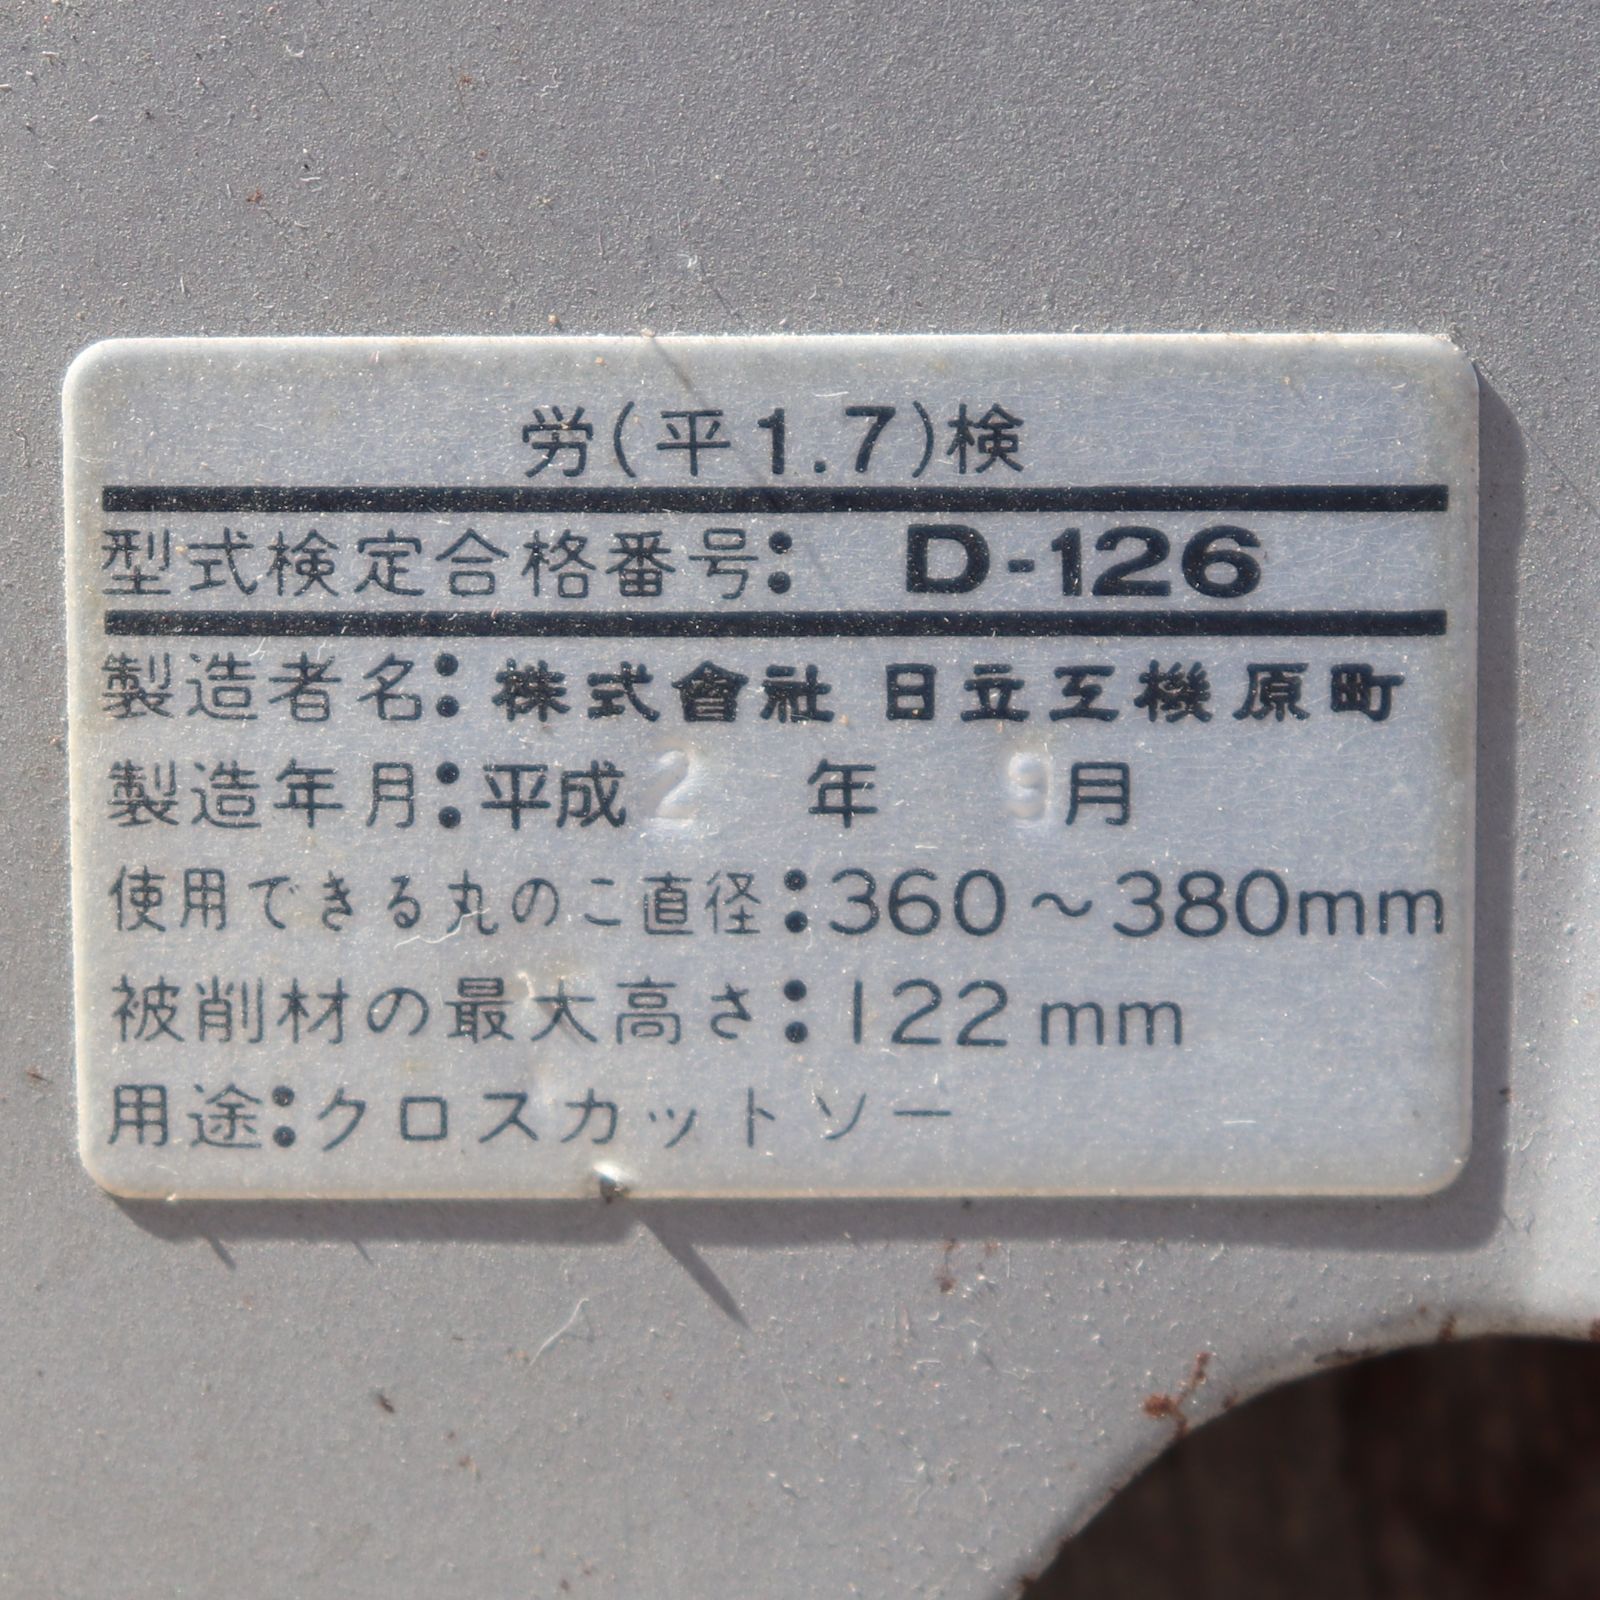 労(平1.7)検
型式検定合格番号: D-126
製造者名: 株式會社 日立工機原町
製造年月:平成 2 年 9月
使用できる丸のこ直径:360～380mm
被削材の最大高さ:122mm
用途:クロスカットソー